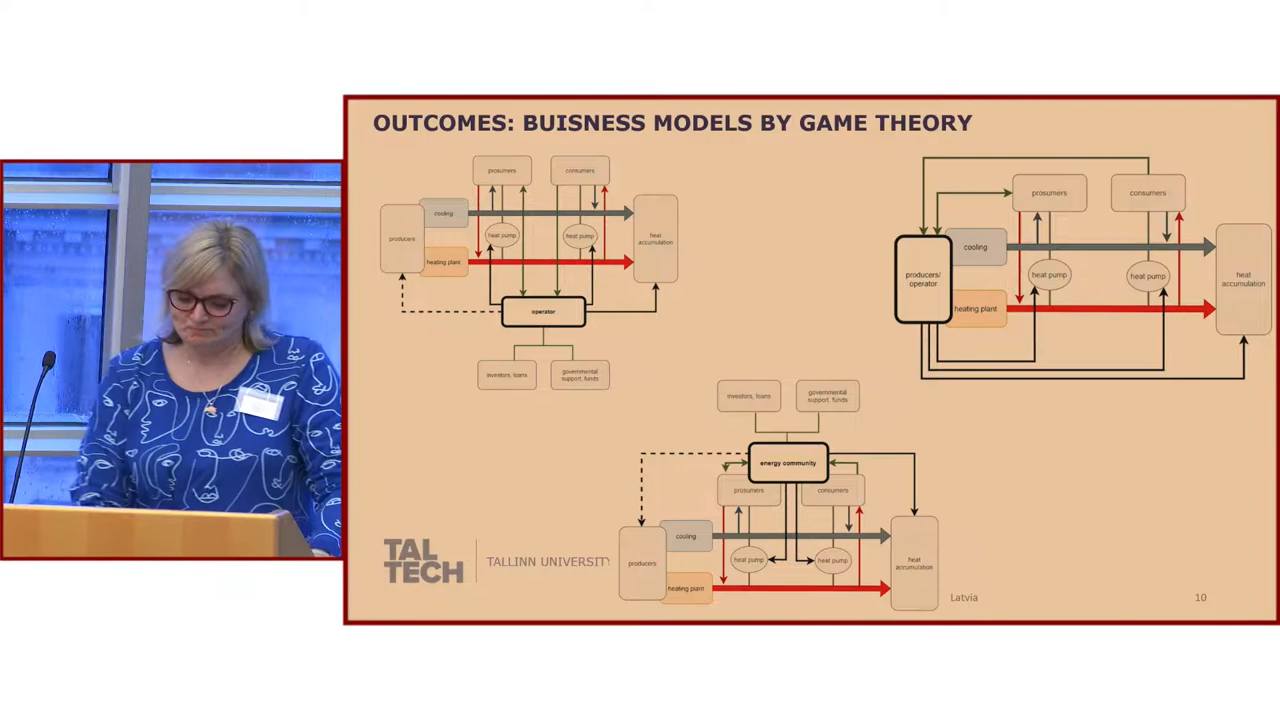 OUTCOMES: BUISNESS MODELS BY GAME THEORY
prosumers
consumers
producers
cooling
heating plant
heat pump
heat pump
heat
accumulation
operator
investors, loans
governmental
support, funds
prosumers
consumers
producers/
operator
cooling
heating plant
heat pump
heat pump
heat
accumulation
investors, loans
governmental
support, funds
energy community
prosumers
consumers
producers
cooling
heating plant
heat pump
heat pump
heat
accumulation
TAL
TECH
TALLINN UNIVERSITY
Latvia
10